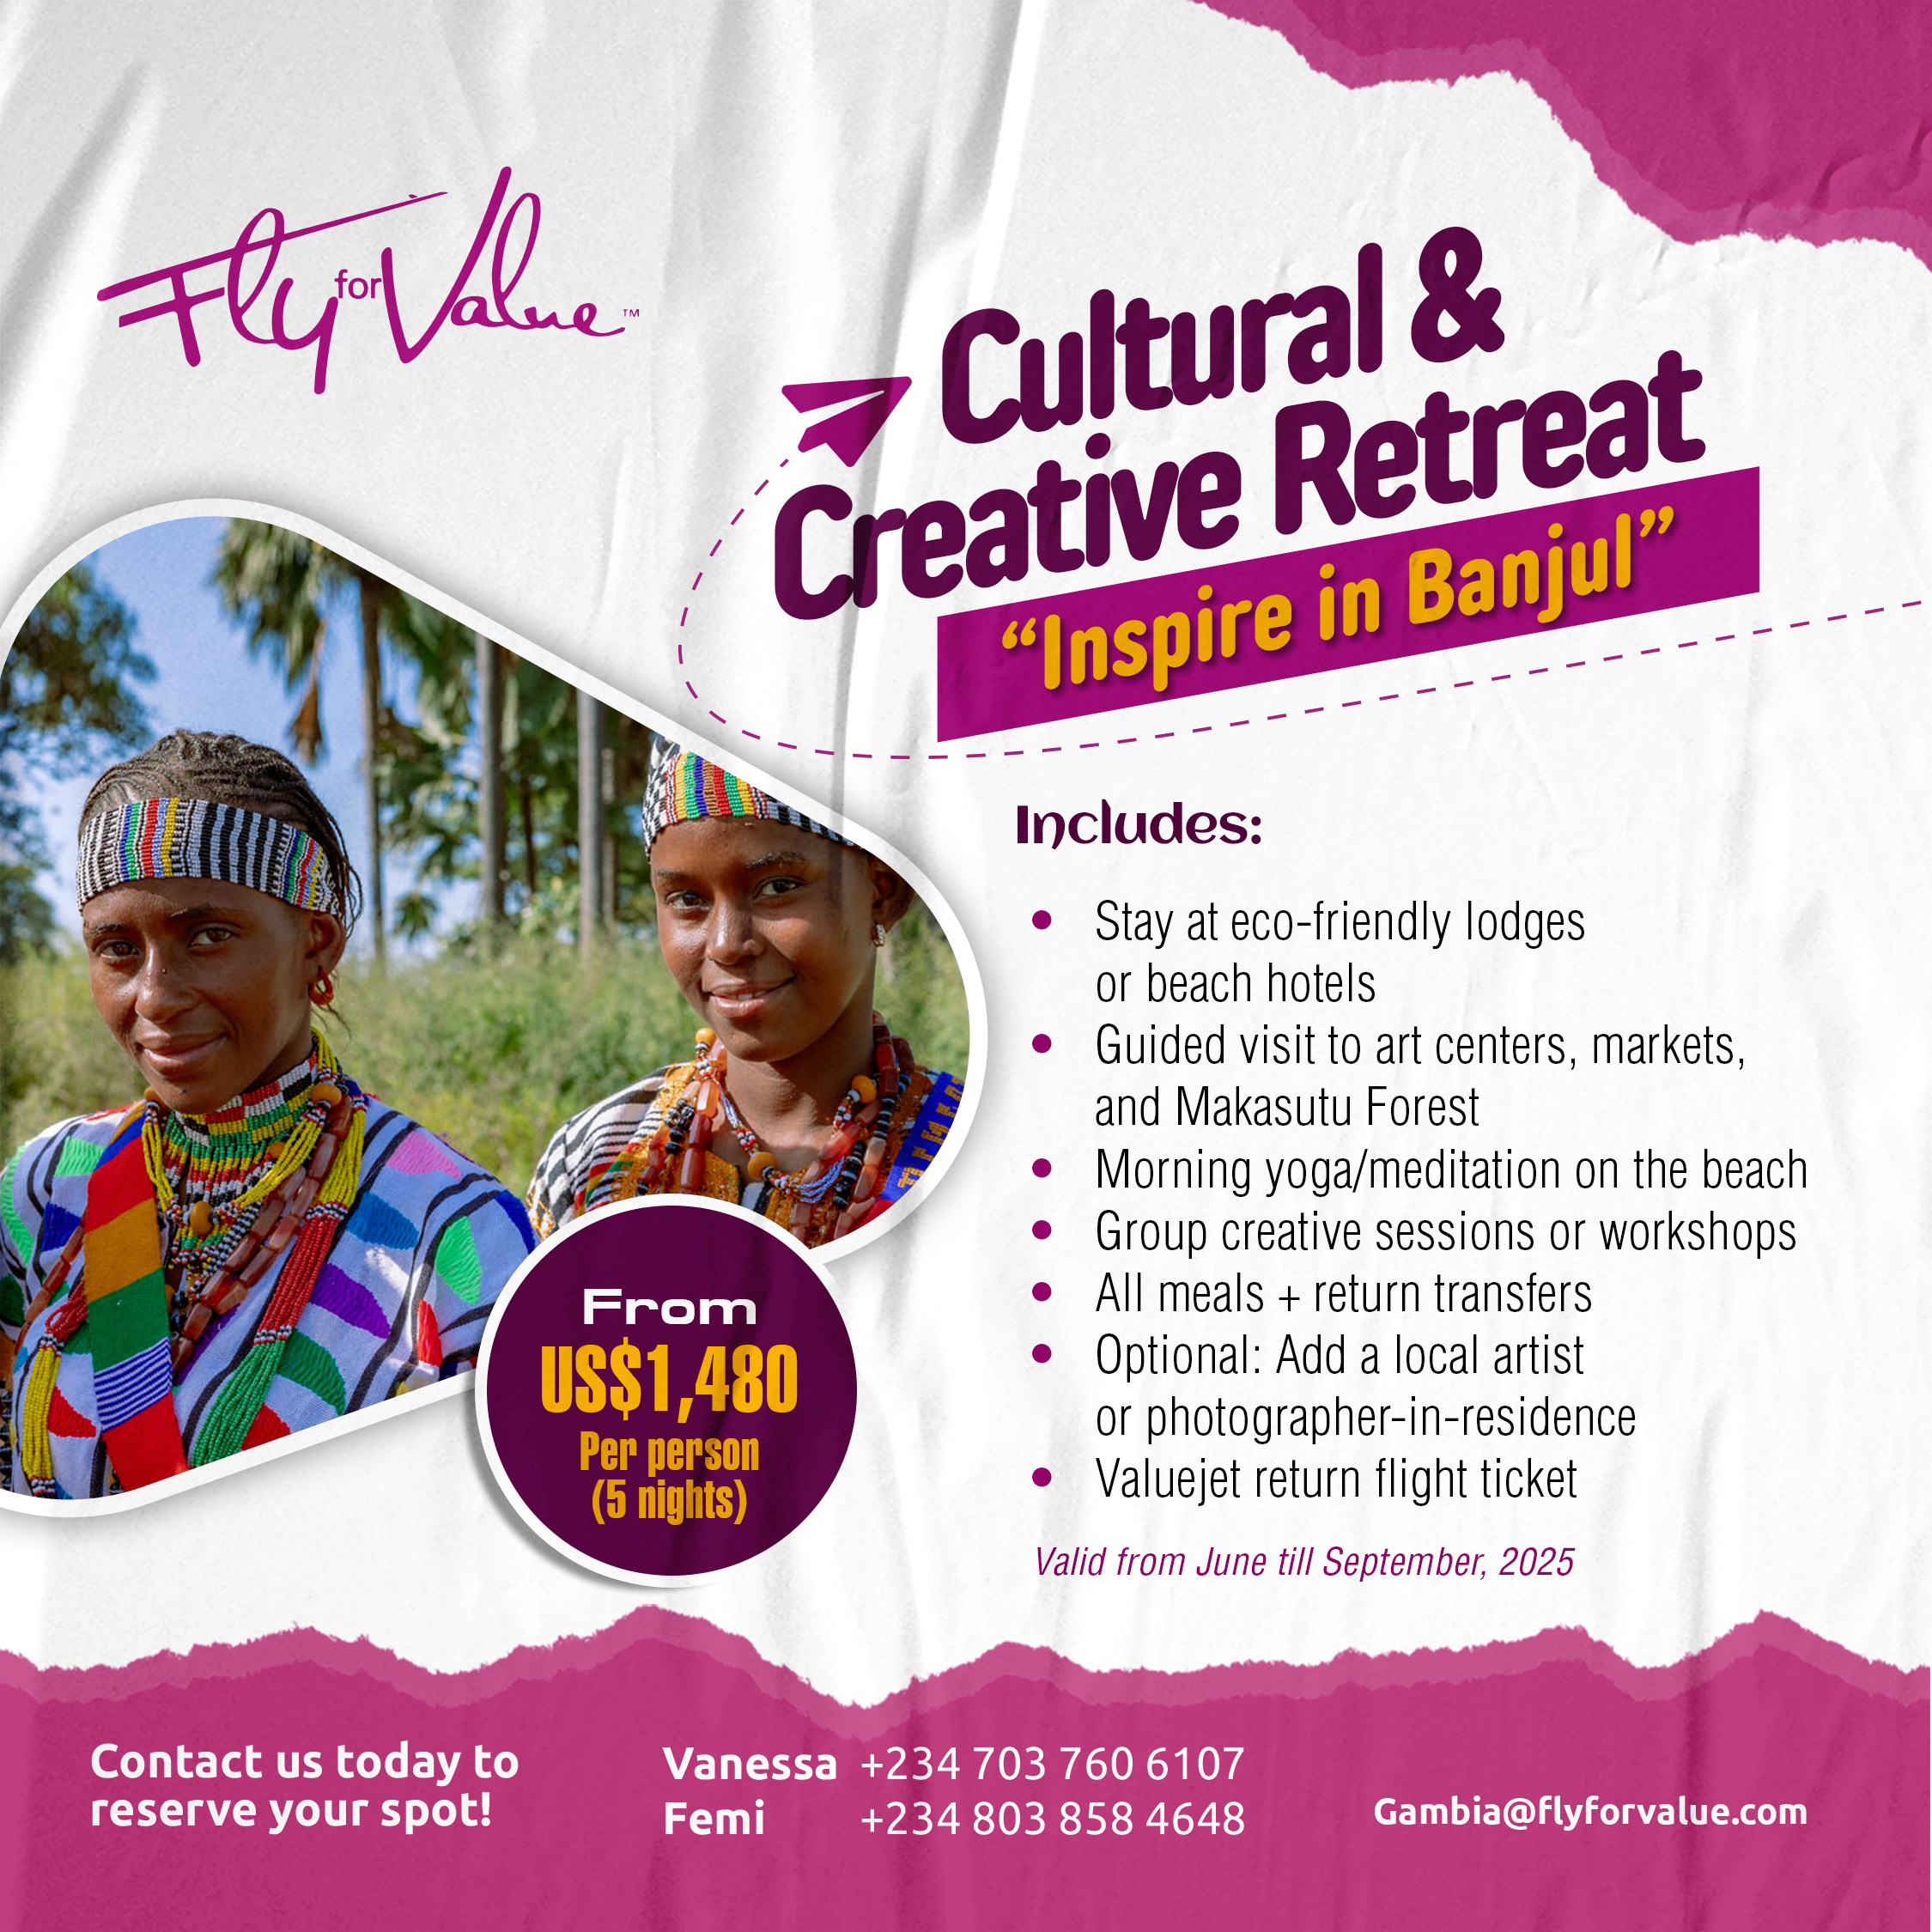 Fly for Value™
Cultural &
Creative Retreat
“Inspire in Banjul”
Includes:
• Stay at eco-friendly lodges
or beach hotels
• Guided visit to art centers, markets,
and Makasutu Forest
• Morning yoga/meditation on the beach
• Group creative sessions or workshops
• All meals + return transfers
• Optional: Add a local artist
or photographer-in-residence
• Valuejet return flight ticket
Valid from June till September, 2025
From
US$1,480
Per person
(5 nights)
Contact us today to
reserve your spot!
Vanessa +234 703 760 6107
Femi +234 803 858 4648
Gambia@flyforvalue.com